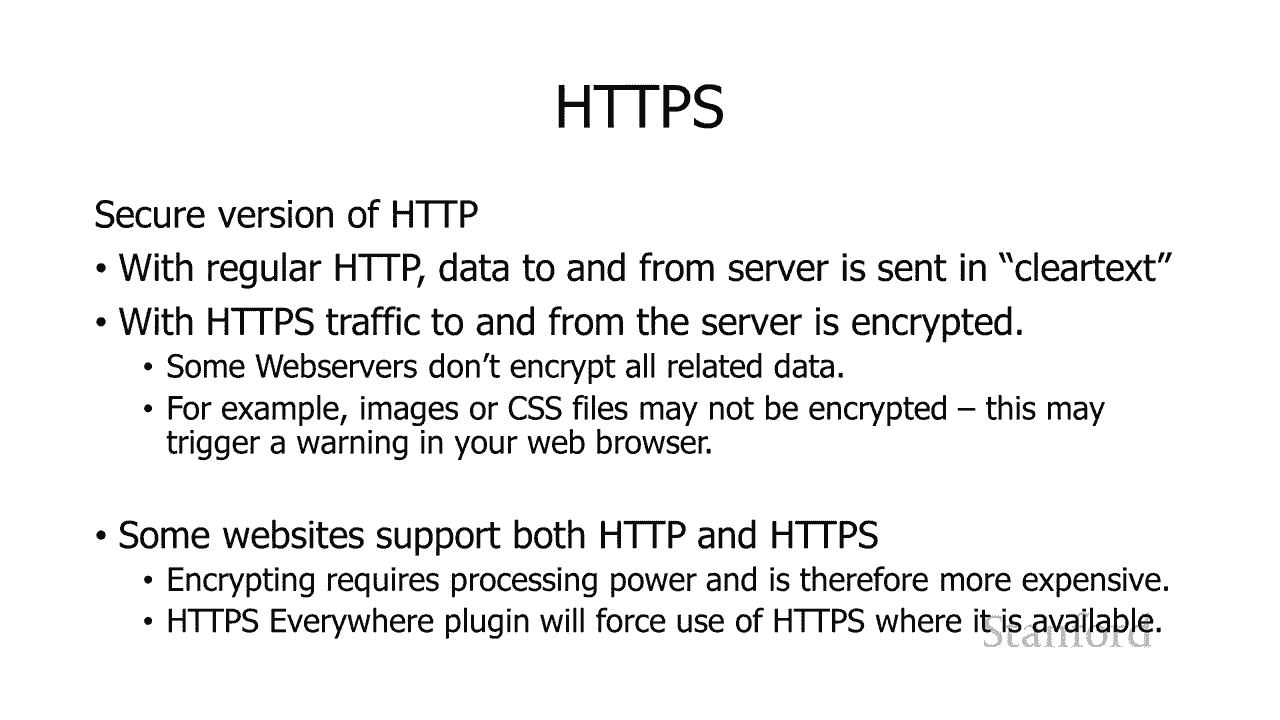 HTTPS
Secure version of HTTP
• With regular HTTP, data to and from server is sent in “cleartext”
• With HTTPS traffic to and from the server is encrypted.
• Some Webservers don’t encrypt all related data.
• For example, images or CSS files may not be encrypted – this may
trigger a warning in your web browser.
• Some websites support both HTTP and HTTPS
• Encrypting requires processing power and is therefore more expensive.
• HTTPS Everywhere plugin will force use of HTTPS where it is available.
Stanford